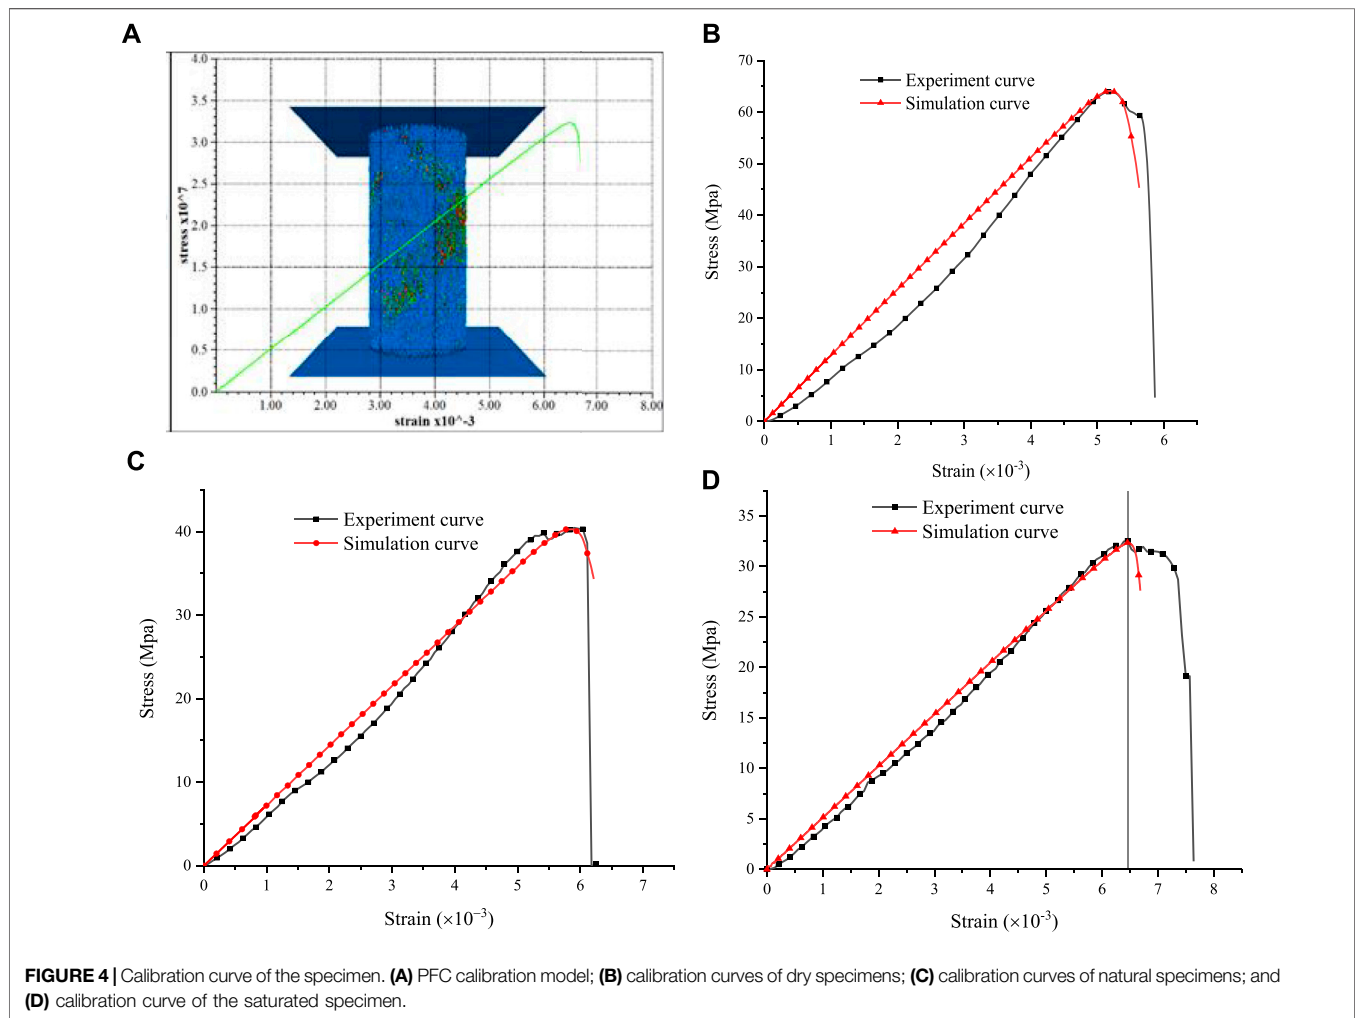 A
4.0
3.5
3.0
2.5
2.0
1.5
1.0
0.5
0.0
stress x10^7
1.00 2.00 3.00 4.00 5.00 6.00 7.00 8.00
strain x10^-3
B
70
60
50
40
30
20
10
0
Stress (Mpa)
Experiment curve
Simulation curve
0 1 2 3 4 5 6
Strain (×10-3)
C
40
30
20
10
0
Stress (Mpa)
Experiment curve
Simulation curve
0 1 2 3 4 5 6 7
Strain (×10−3)
D
35
30
25
20
15
10
5
0
Stress (Mpa)
Experiment curve
Simulation curve
0 1 2 3 4 5 6 7 8
Strain (×10-3)
FIGURE 4 | Calibration curve of the specimen. (A) PFC calibration model; (B) calibration curves of dry specimens; (C) calibration curves of natural specimens; and
(D) calibration curve of the saturated specimen.